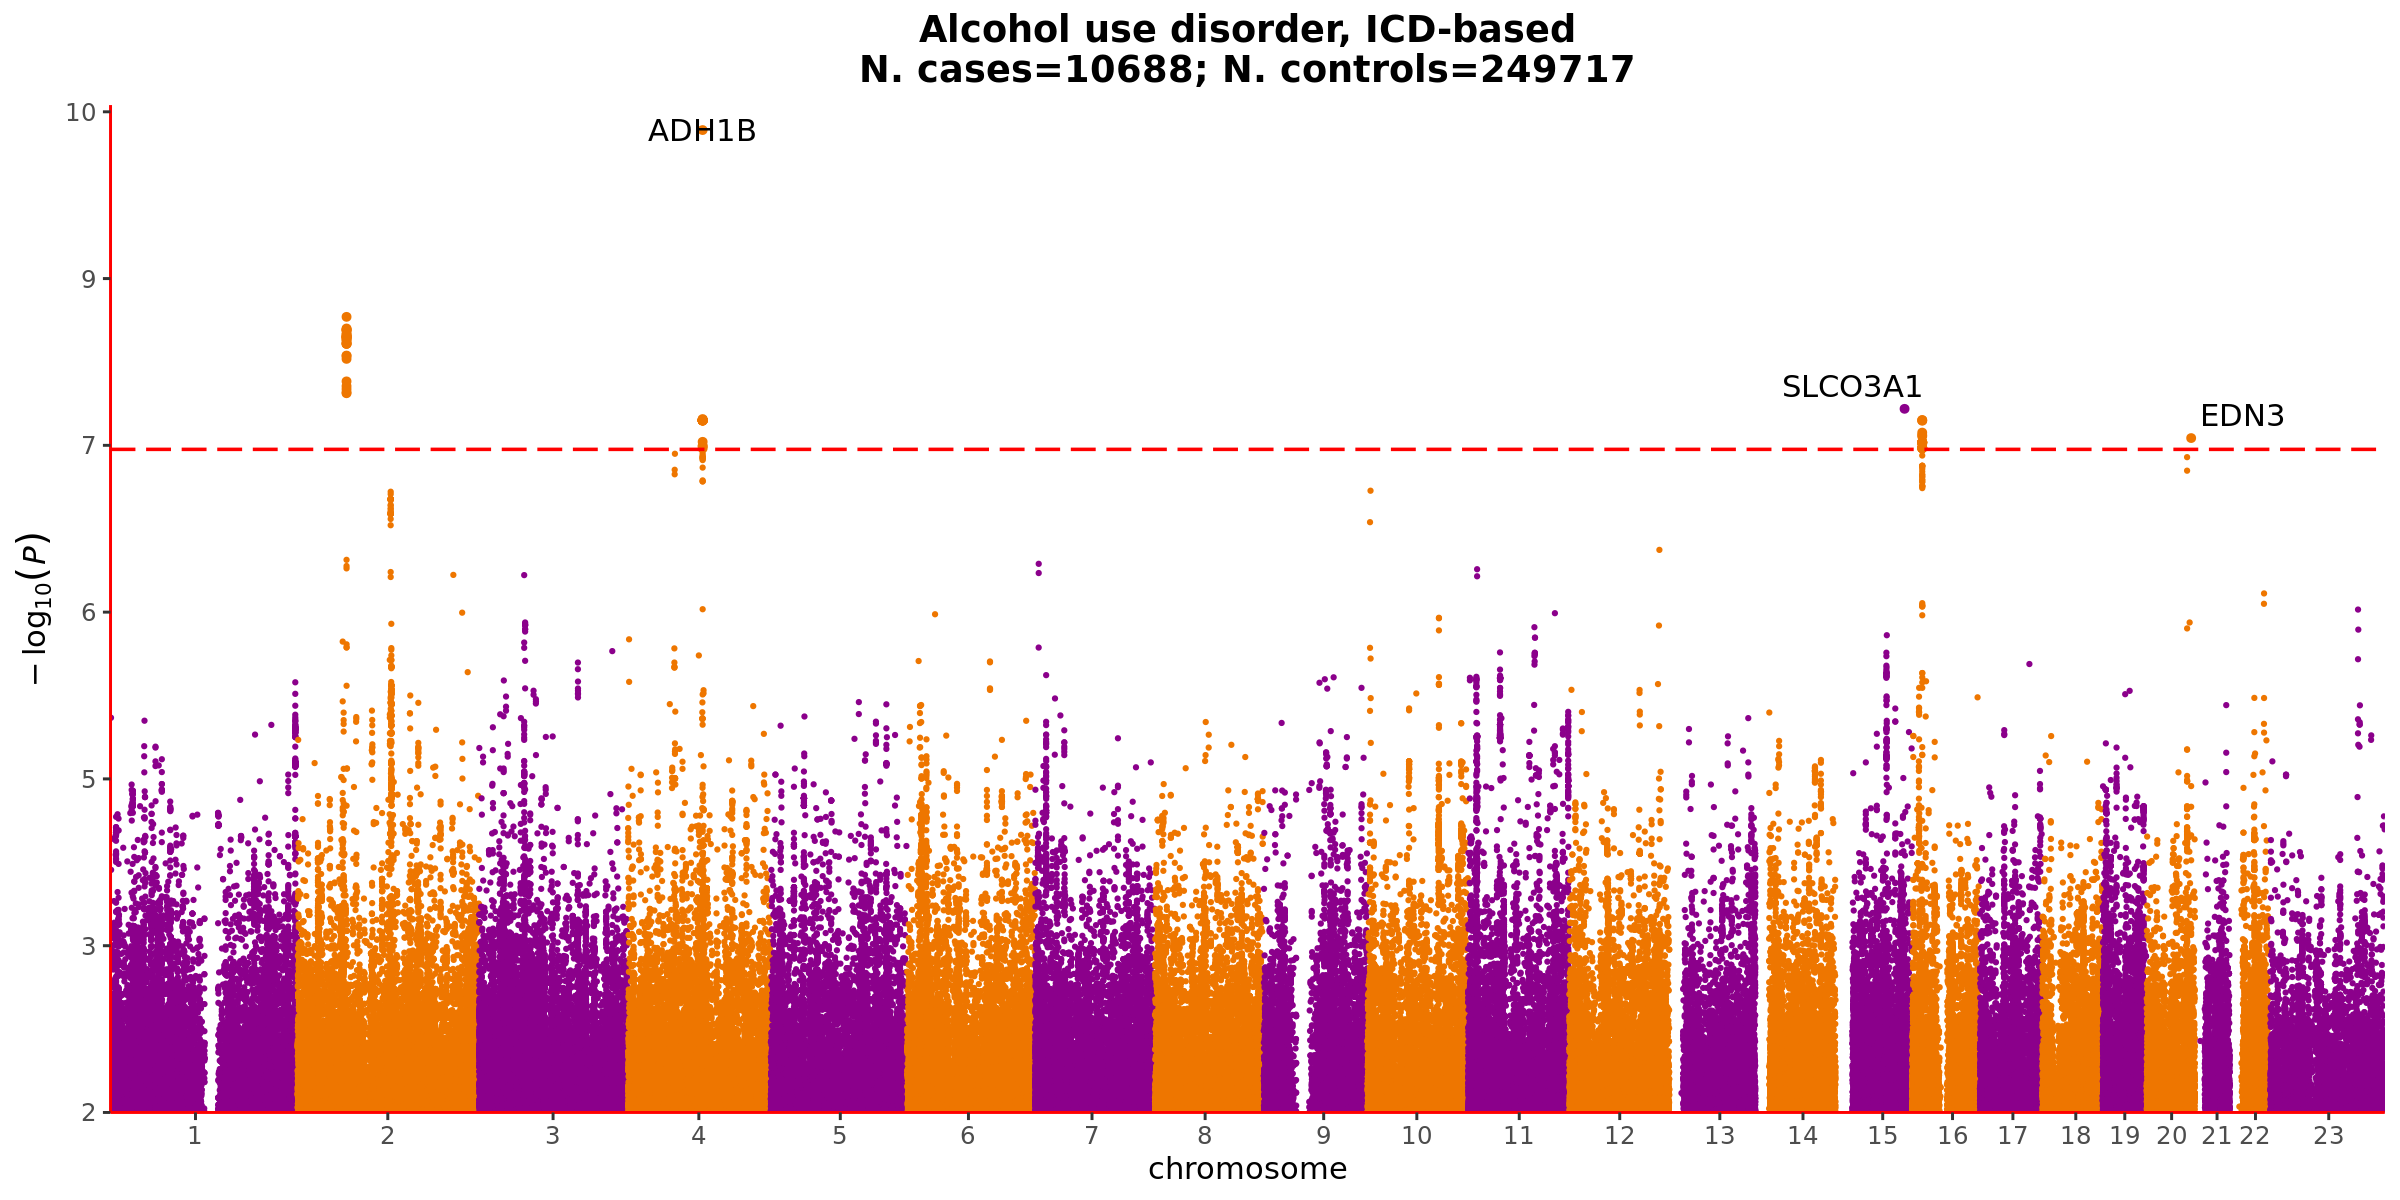 Alcohol use disorder, ICD-based
N. cases=10688; N. controls=249717
10
ADH1B
9
SLCO3A1
EDN3
7
− log10(P)
6
5
3
2
1 2 3 4 5 6 7 8 9 10 11 12 13 14 15 16 17 18 19 20 21 22 23
chromosome